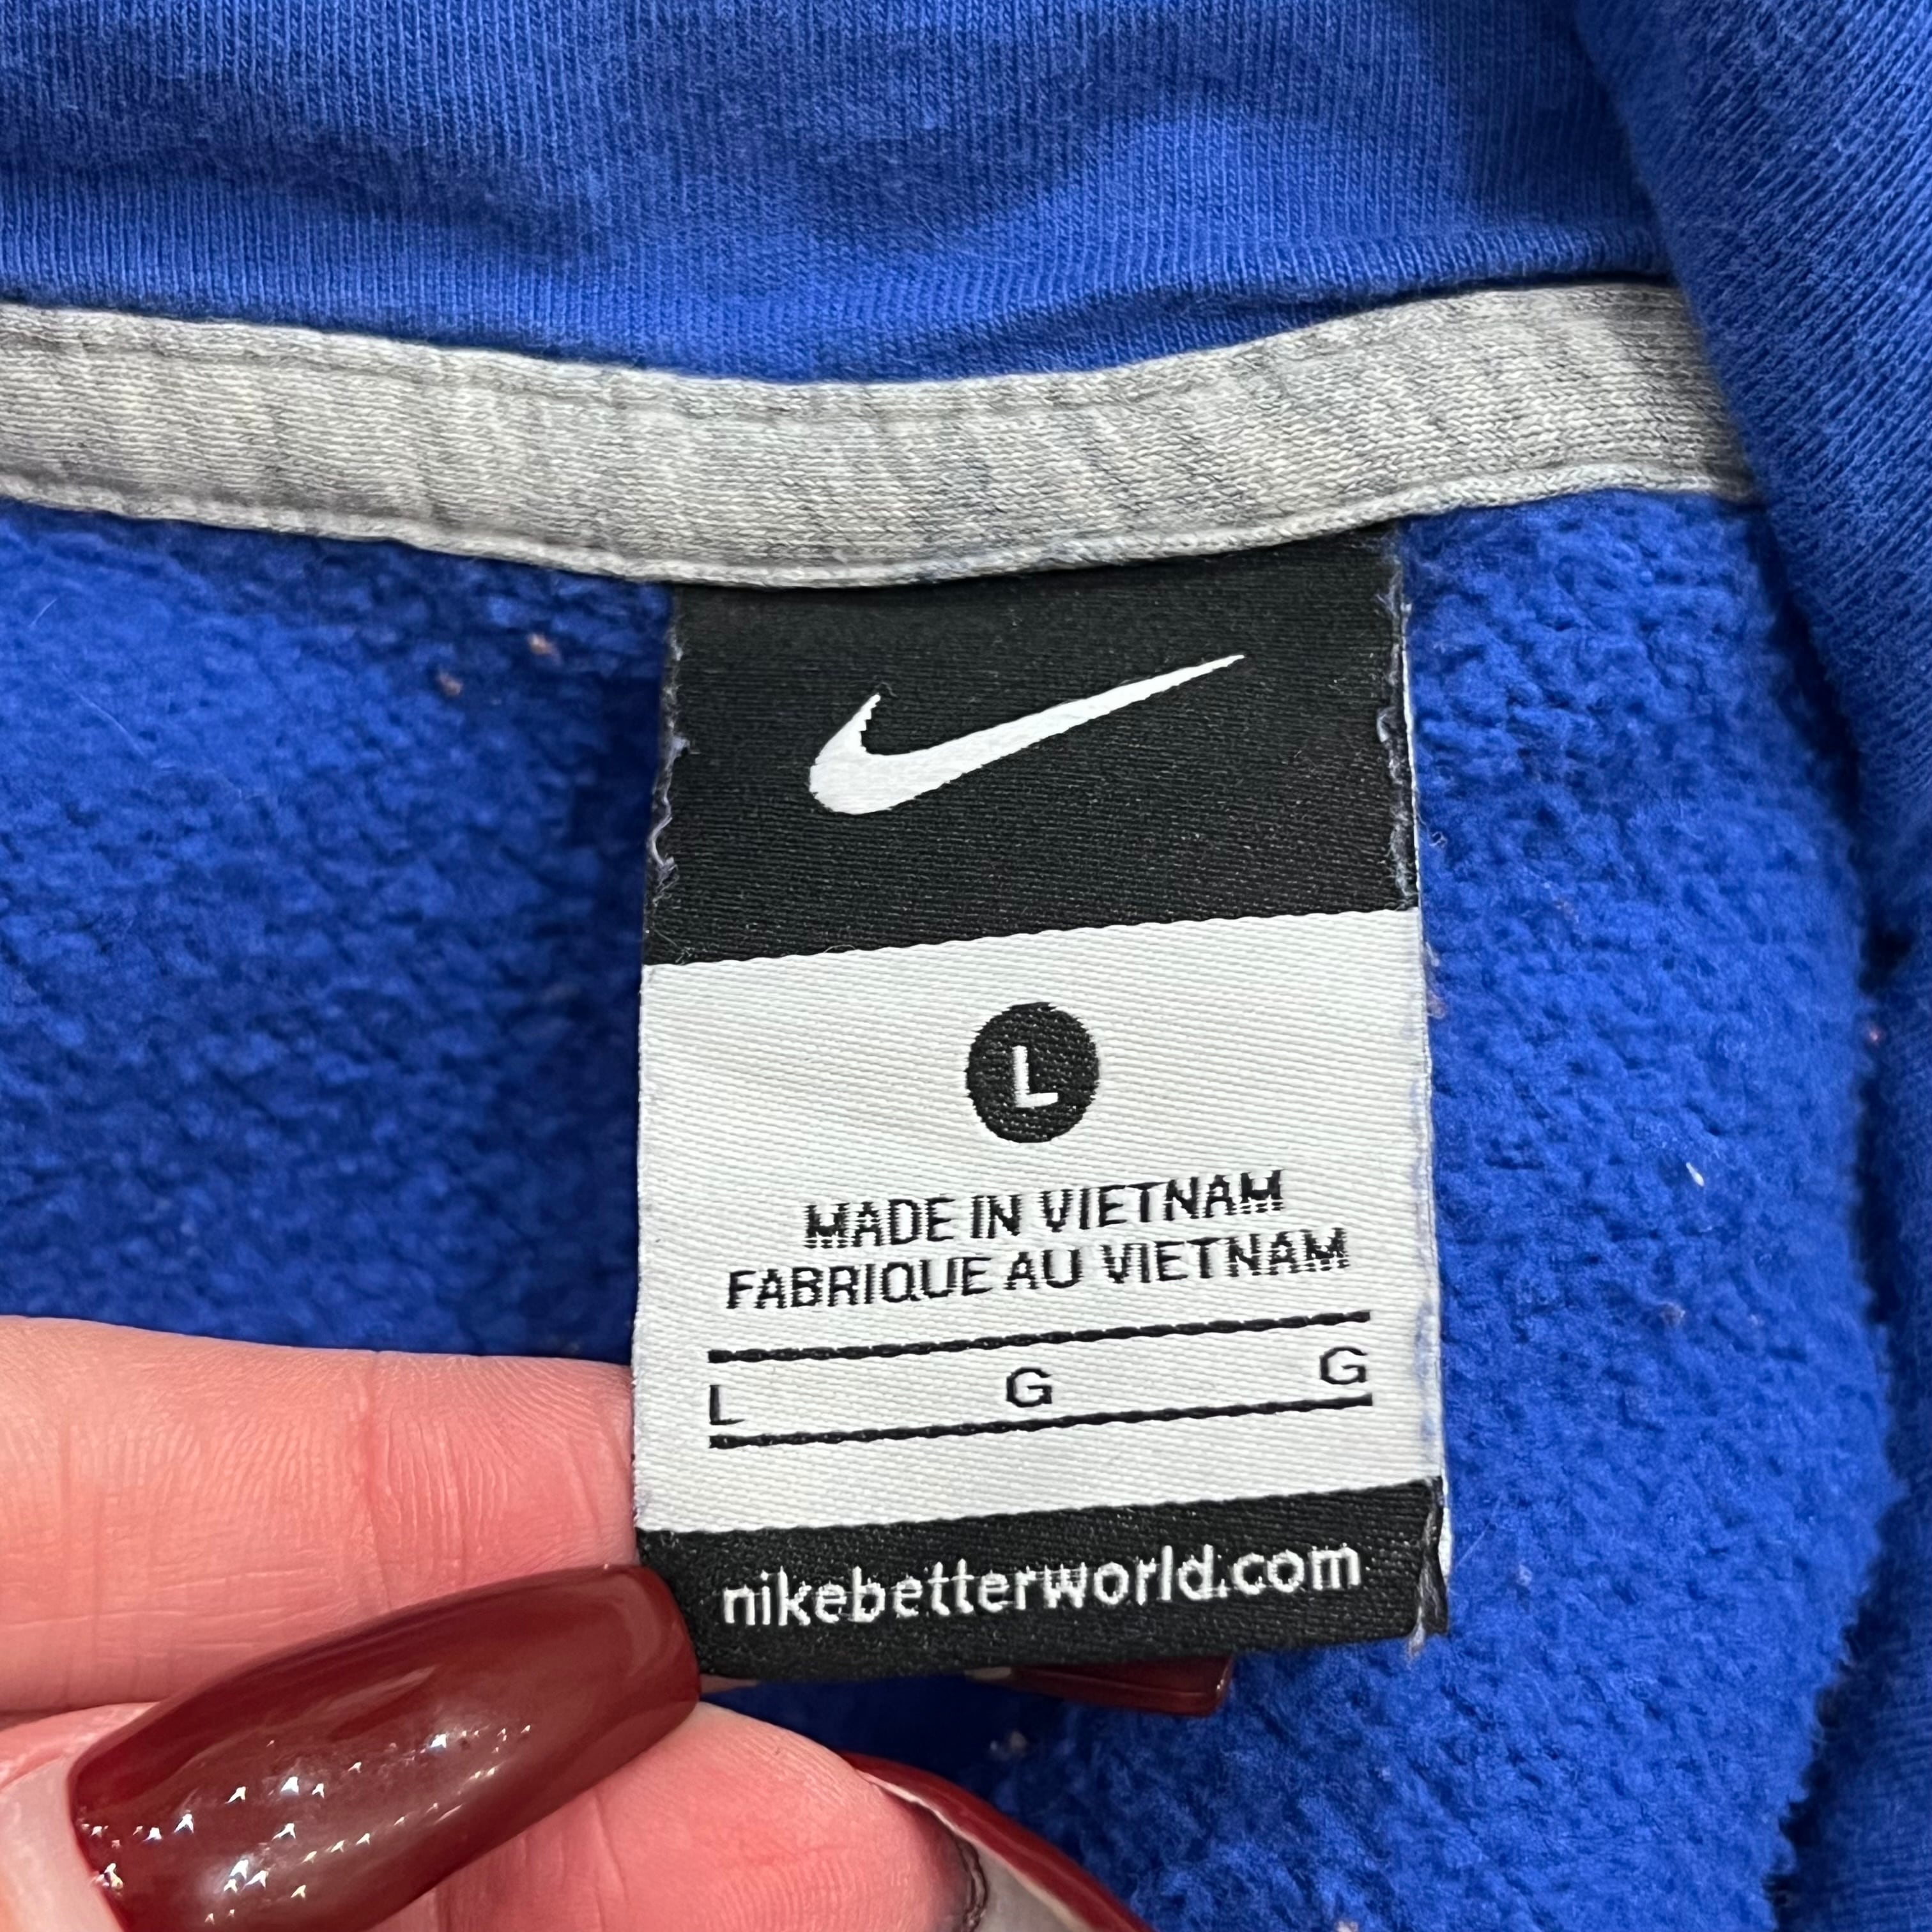 L
MADE IN VIETNAM
FABRIQUE AU VIETNAM
L G G
nikebetterworld.com